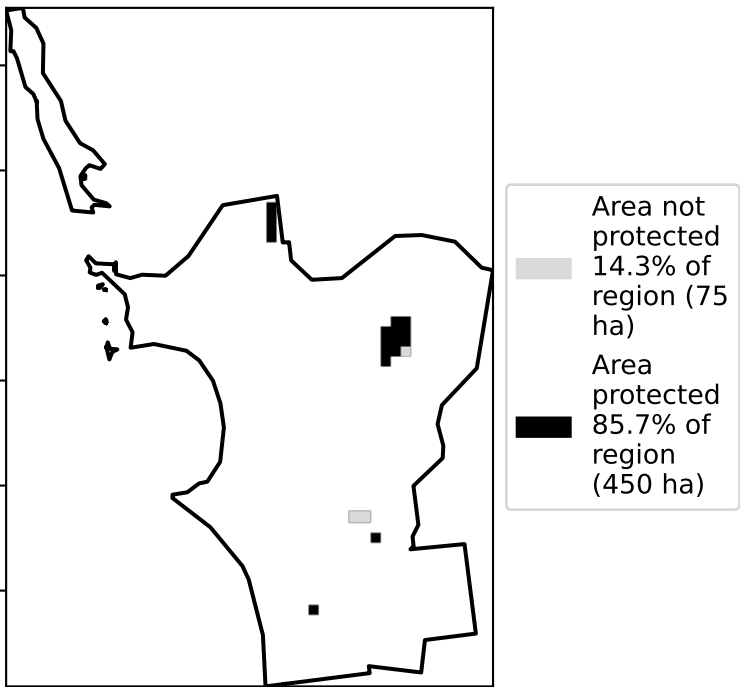 Area not
protected
14.3% of
region (75
ha)
Area
protected
85.7% of
region
(450 ha)